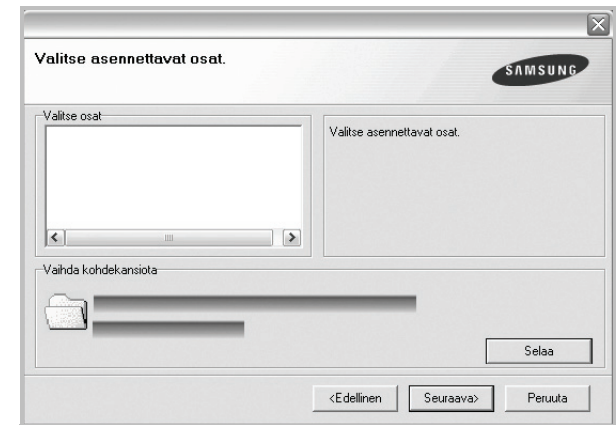 Valitse asennettavat osat.
SAMSUNG
Valitse osat
Valitse asennettavat osat.
Vaihda kohdekansiota
Selaa
<Edellinen Seuraava> Peruuta